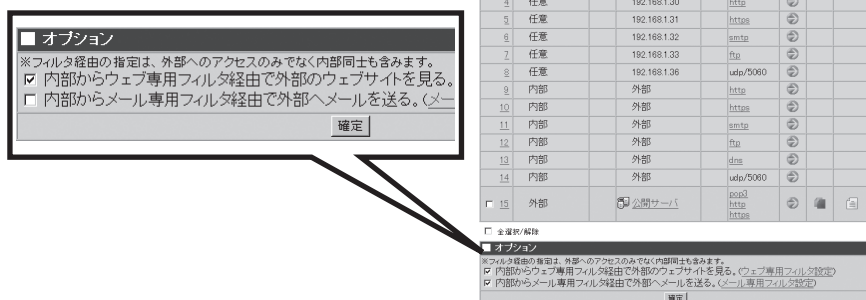 ■ オプション
※フィルタ経由の指定は、外部へのアクセスのみでなく内部同士も含みます。
内部からウェブ専用フィルタ経由で外部のウェブサイトを見る。
内部からメール専用フィルタ経由で外部へメールを送る。(メー
確定
4 任意 192.168.1.30 http
5 任意 192.168.1.31 https
6 任意 192.168.1.32 smtp
7 任意 192.168.1.33 ftp
8 任意 192.168.1.36 udp/5060
9 内部 外部 http
10 内部 外部 https
11 内部 外部 smtp
12 内部 外部 ftp
13 内部 外部 dns
14 内部 外部 udp/5060
15 外部 公開サーバ pop3
http
https
全選択/解除
■ オプション
※フィルタ経由の指定は、外部へのアクセスのみでなく内部同士も含みます。
内部からウェブ専用フィルタ経由で外部のウェブサイトを見る。(ウェブ専用フィルタ設定)
内部からメール専用フィルタ経由で外部へメールを送る。(メール専用フィルタ設定)
確定